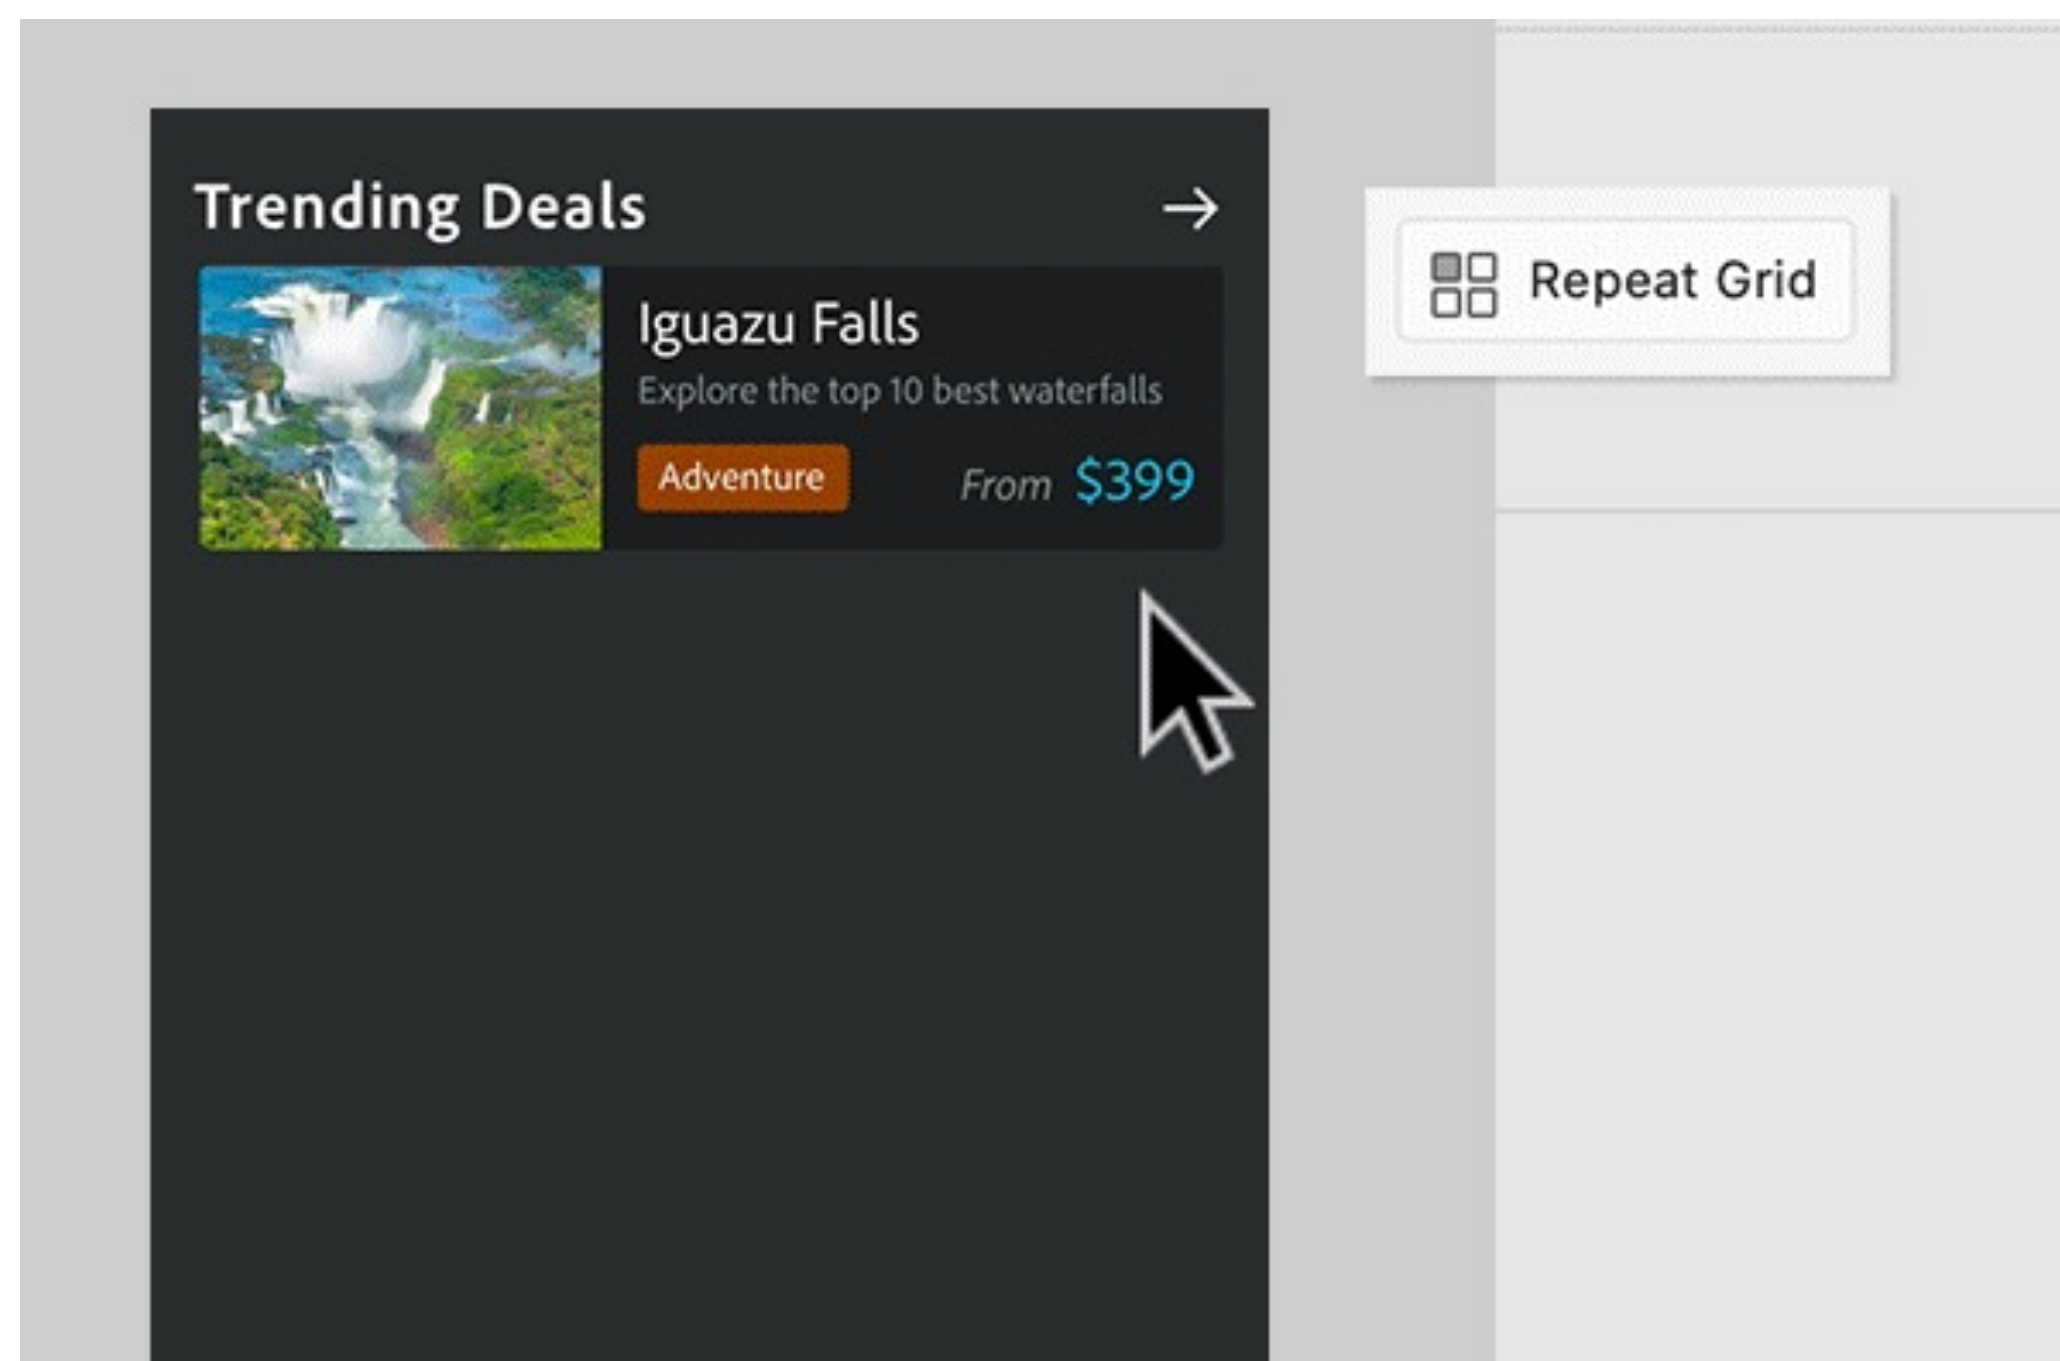 Trending Deals
Iguazu Falls
Explore the top 10 best waterfalls
Adventure
From $399
Repeat Grid